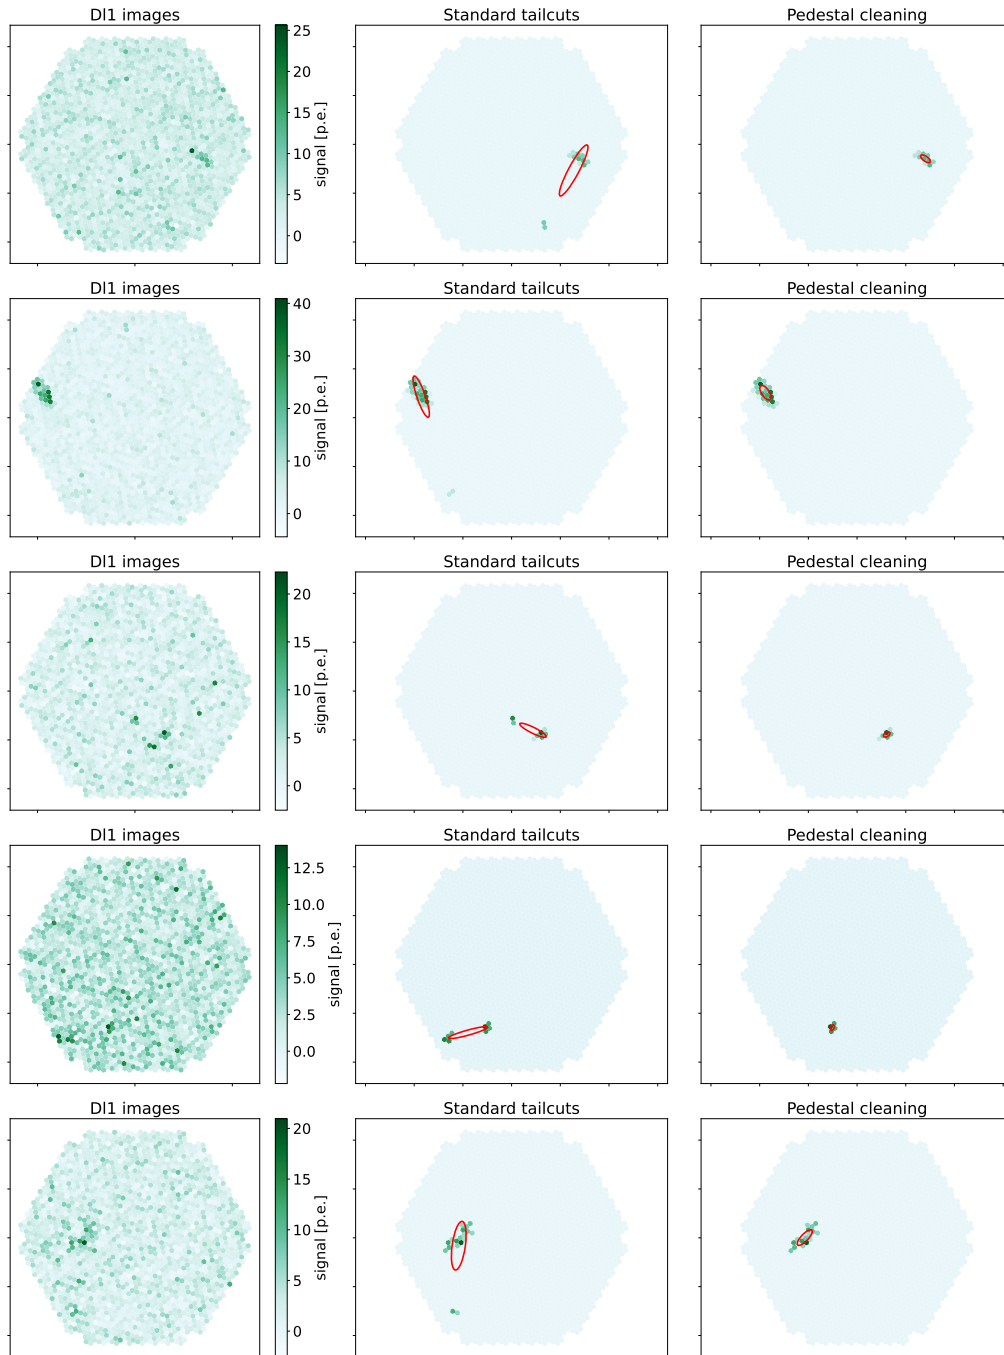 Dl1 images
Standard tailcuts
Pedestal cleaning
25
20
15
10
5
0
signal [p.e.]
Dl1 images
Standard tailcuts
Pedestal cleaning
40
30
20
10
0
signal [p.e.]
Dl1 images
Standard tailcuts
Pedestal cleaning
20
15
10
5
0
signal [p.e.]
Dl1 images
Standard tailcuts
Pedestal cleaning
12.5
10.0
7.5
5.0
2.5
0.0
signal [p.e.]
Dl1 images
Standard tailcuts
Pedestal cleaning
20
15
10
5
0
signal [p.e.]